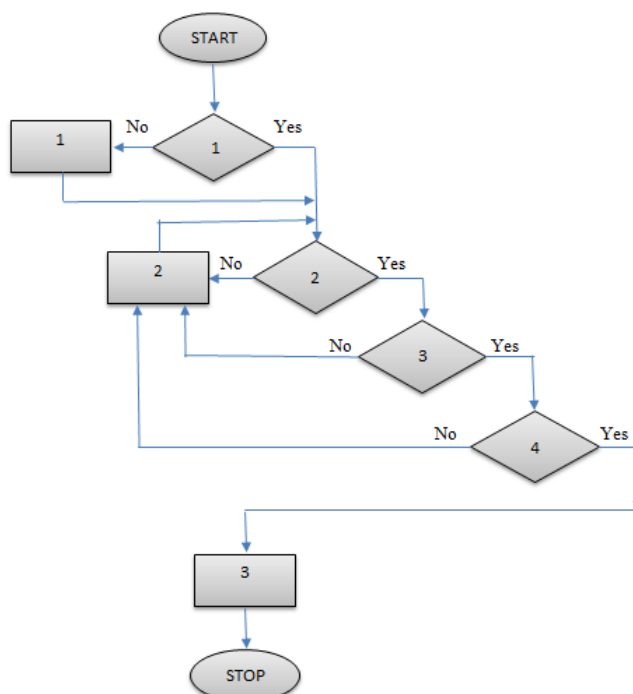 START
No Yes
1 1
2 No 2 Yes
No 3 Yes
No 4 Yes
3
STOP